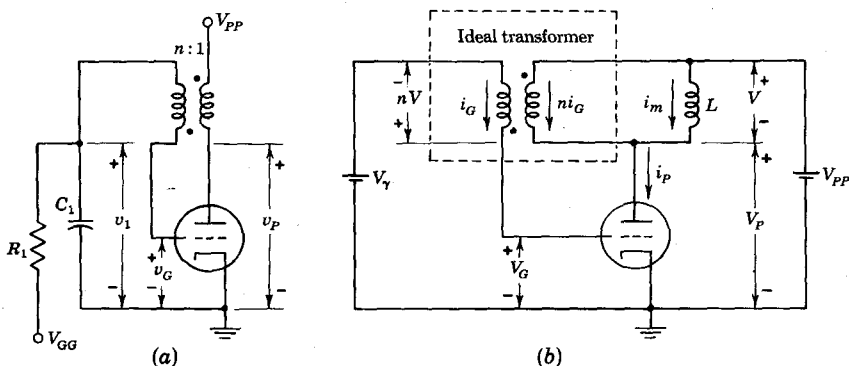 V_PP
n : 1
C_1
v_1
v_P
R_1
v_G
V_GG
(a)
Ideal transformer
−
nV
+
i_G
ni_G
i_m
L
+
V
−
i_P
V_γ
V_PP
+
V_P
−
+
V_G
−
(b)